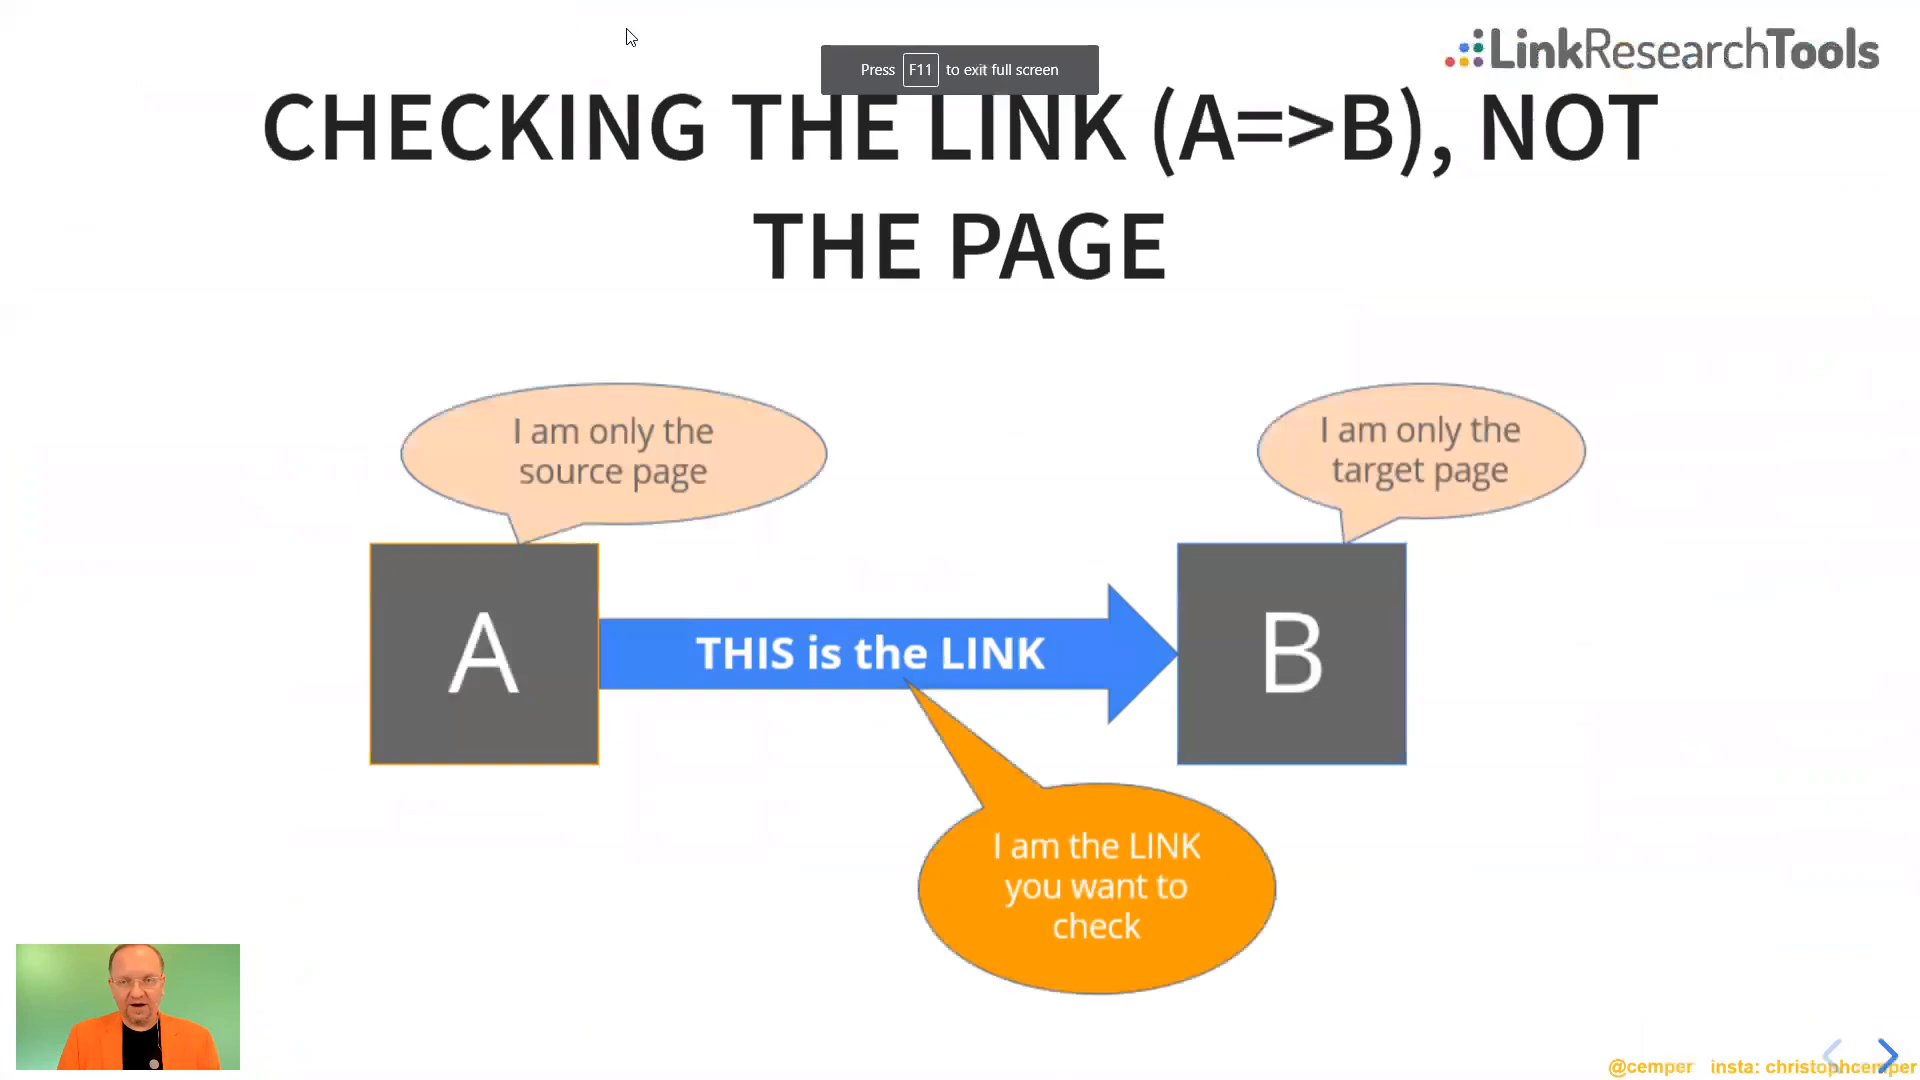 LinkResearchTools
Press F11 to exit full screen
CHECKING THE LINK (A=>B), NOT
THE PAGE
I am only the
source page
I am only the
target page
A
THIS is the LINK
B
I am the LINK
you want to
check
@cemper insta: christophcemper